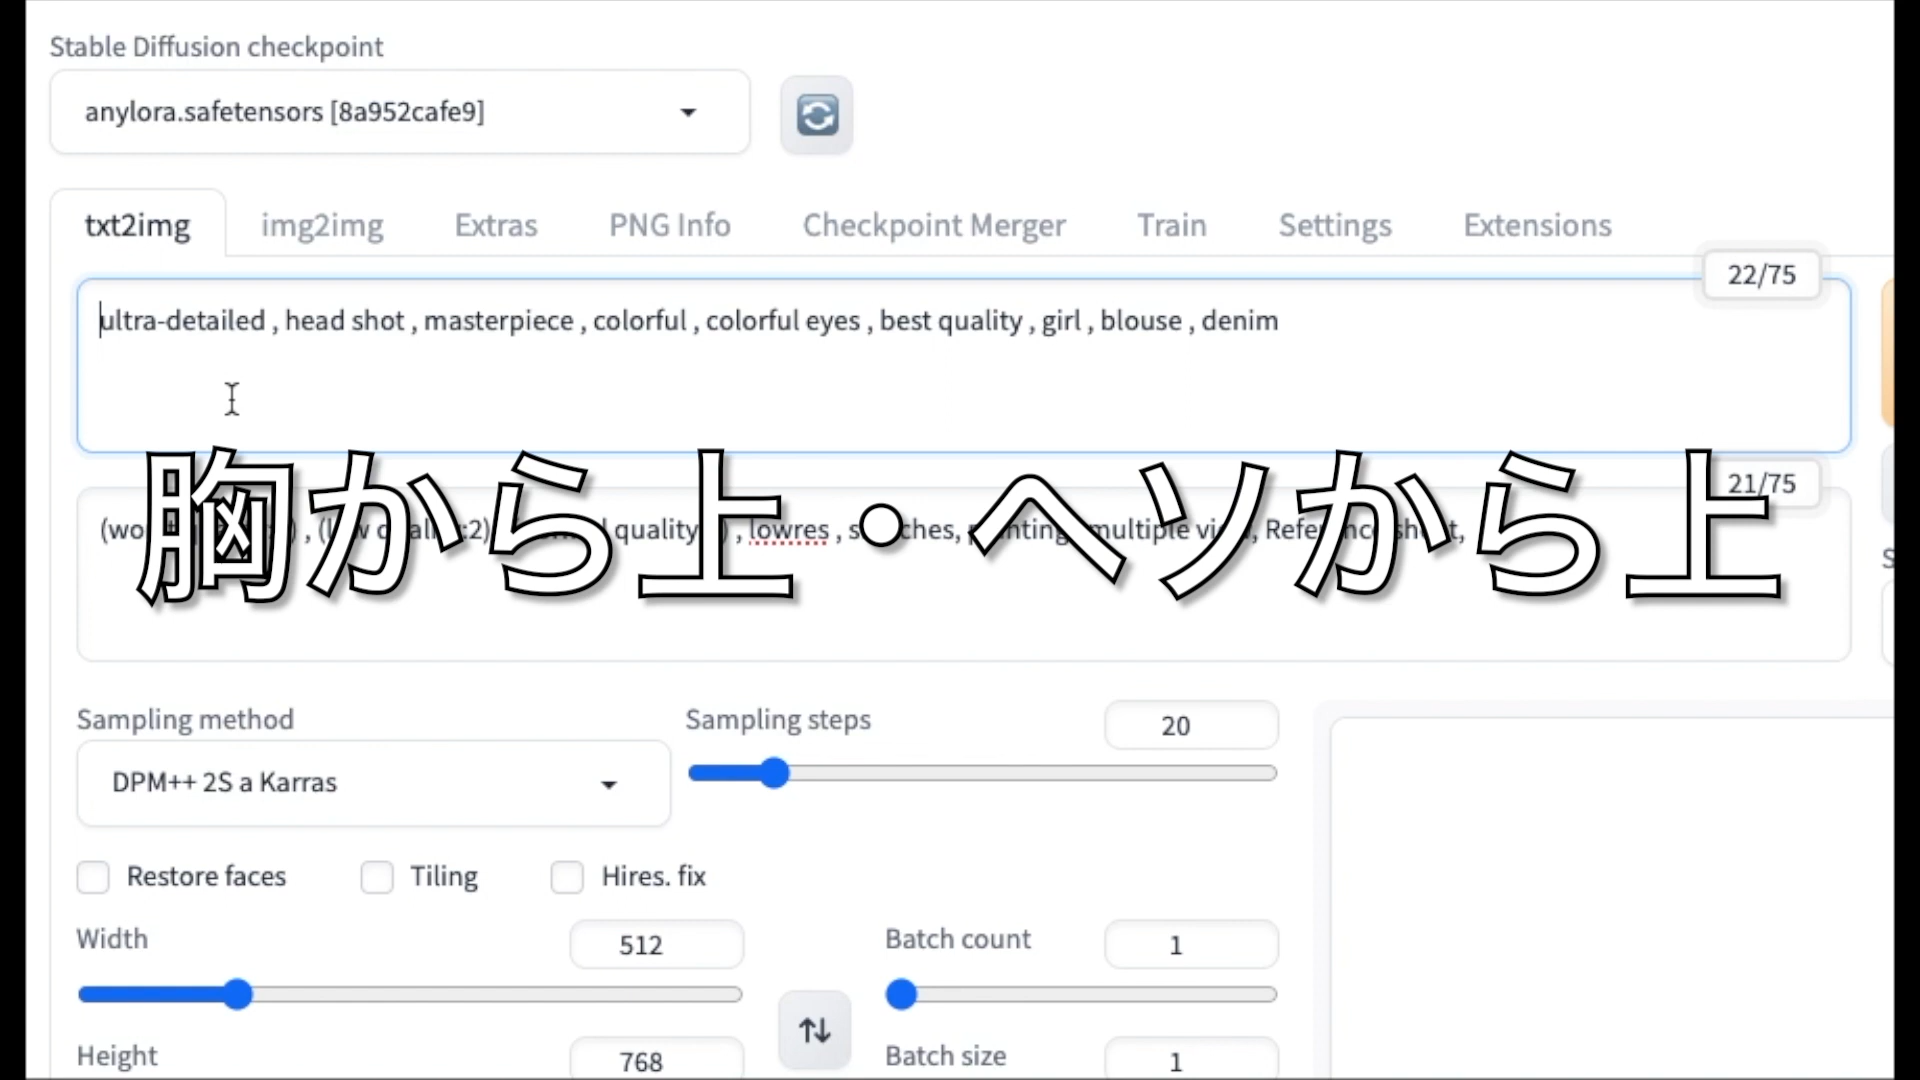 Stable Diffusion checkpoint
anylora.safetensors [8a952cafe9]
txt2img img2img Extras PNG Info Checkpoint Merger Train Settings Extensions
22/75
ultra-detailed , head shot , masterpiece , colorful , colorful eyes , best quality , girl , blouse , denim
21/75
胸から上・ヘソから上
quality lowres , multiple
Sampling method
DPM++ 2S a Karras
Sampling steps
20
Restore faces Tiling Hires. fix
Width
512
Batch count
1
Height
768
Batch size
1